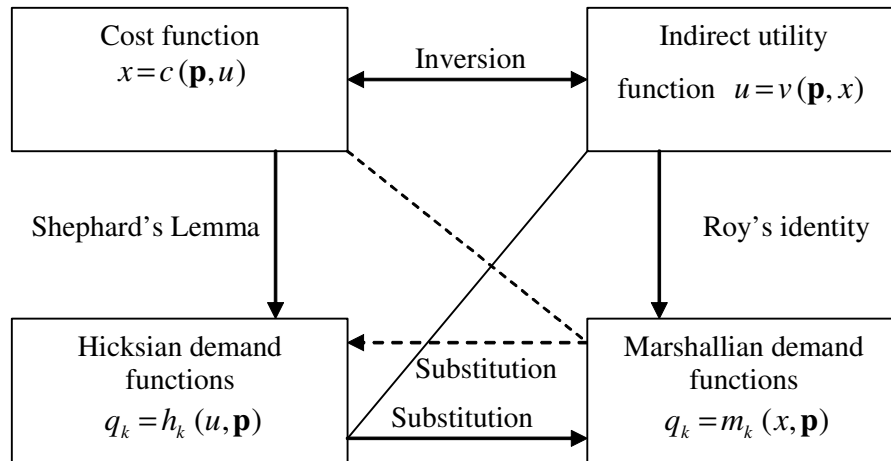 Cost function
x = c (p, u)
Inversion
Indirect utility
function u = v (p, x)
Shephard's Lemma
Roy's identity
Hicksian demand
functions
q_k = h_k (u, p)
Substitution
Substitution
Marshallian demand
functions
q_k = m_k (x, p)